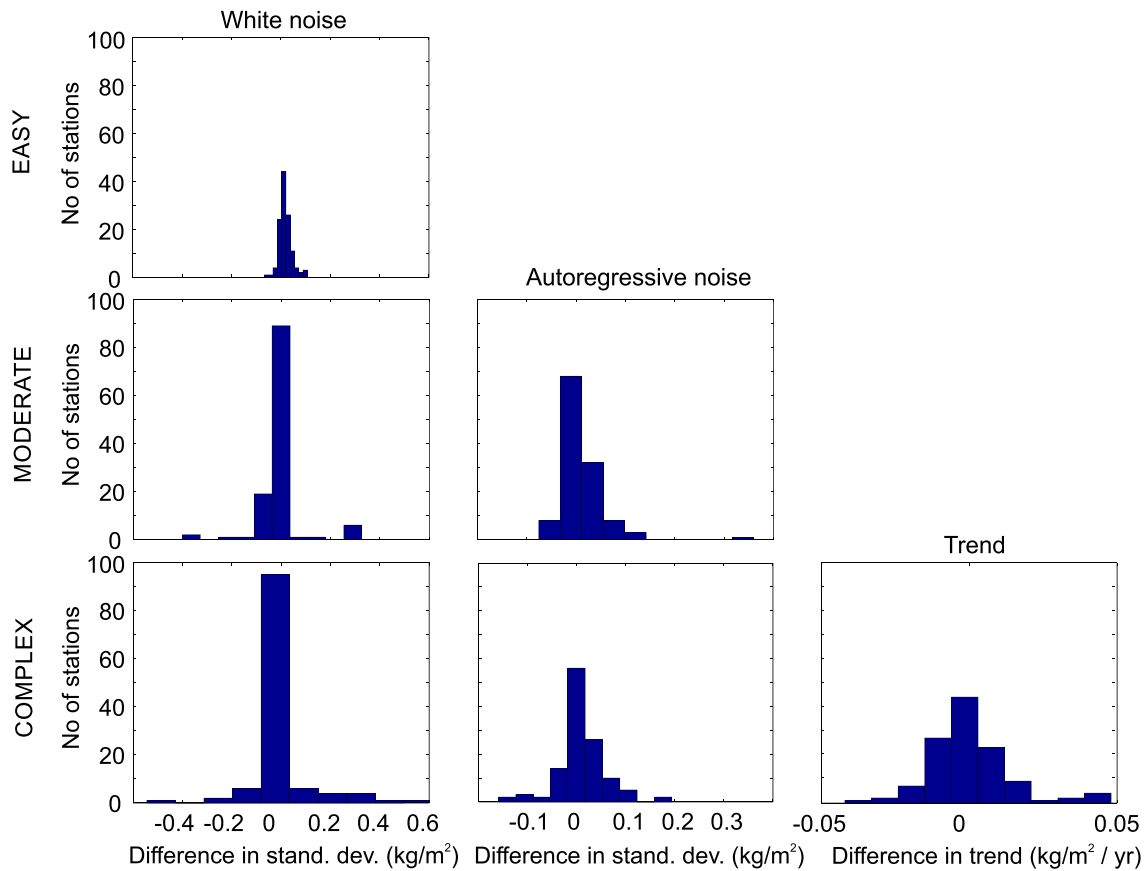 White noise
100
80
60
40
20
0
No of stations
EASY
Autoregressive noise
100
80
60
40
20
0
No of stations
MODERATE
Trend
100
80
60
40
20
0
No of stations
COMPLEX
-0.4 -0.2 0 0.2 0.4 0.6
Difference in stand. dev. (kg/m²)
-0.1 0 0.1 0.2 0.3
Difference in stand. dev. (kg/m²)
-0.05 0 0.05
Difference in trend (kg/m² / yr)